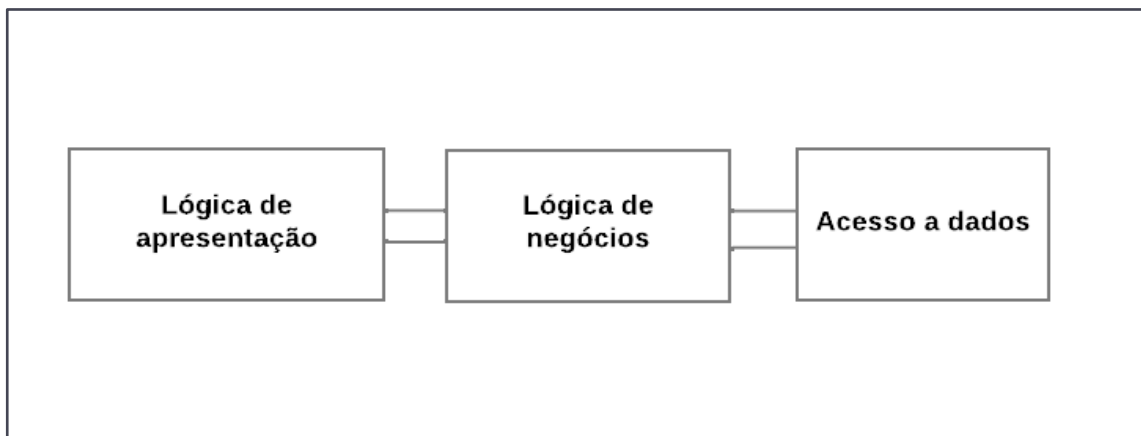 Lógica de
apresentação
Lógica de
negócios
Acesso a dados